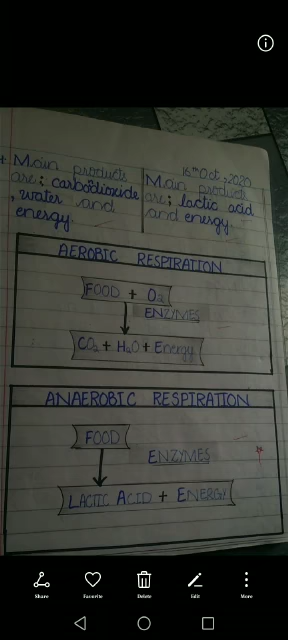 16th Oct, 2020
+ Main products
are; carbondioxide
, water and
energy.
Main products
are; lactic acid
and energy.
AEROBIC RESPIRATION
FOOD + O₂
ENZYMES
CO₂ + H₂O + Energy
ANAEROBIC RESPIRATION
FOOD
ENZYMES
LACTIC ACID + ENERGY
Share
Favorite
Delete
Edit
More